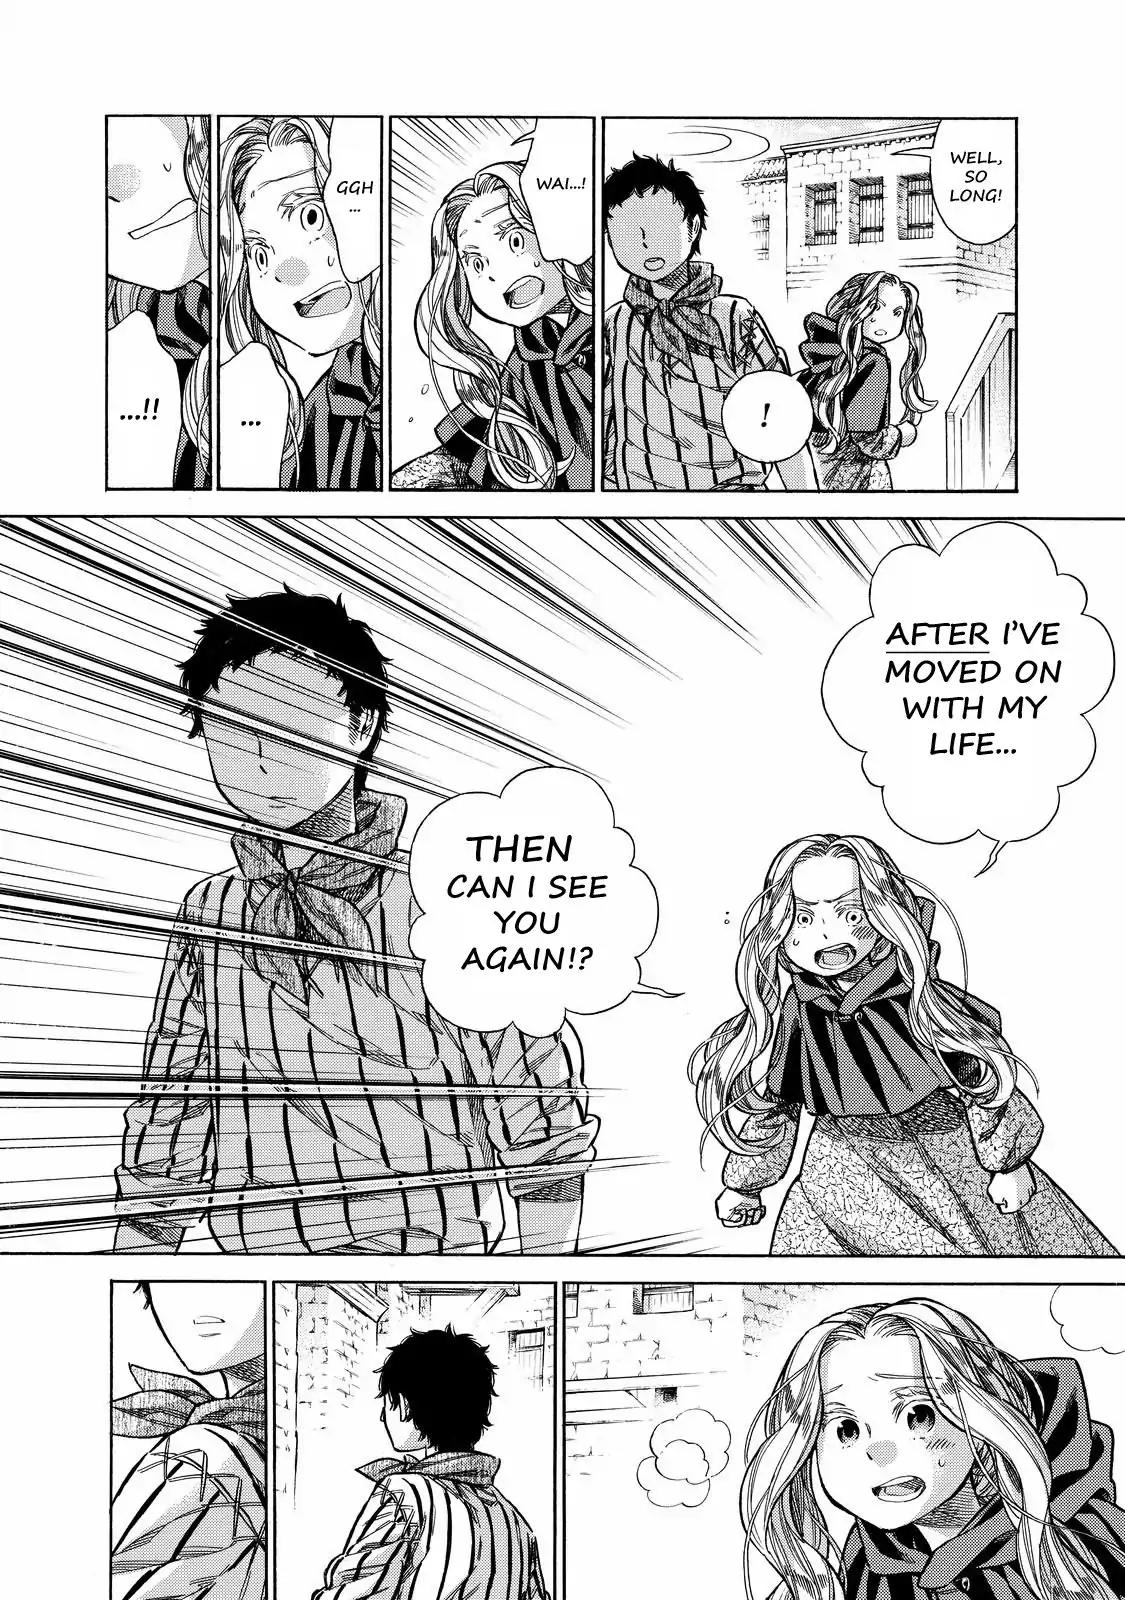 WELL,
SO
LONG!
!
WAI...!
GGH
...
...
...!!
AFTER I'VE
MOVED ON
WITH MY
LIFE...
THEN
CAN I SEE
YOU
AGAIN!?